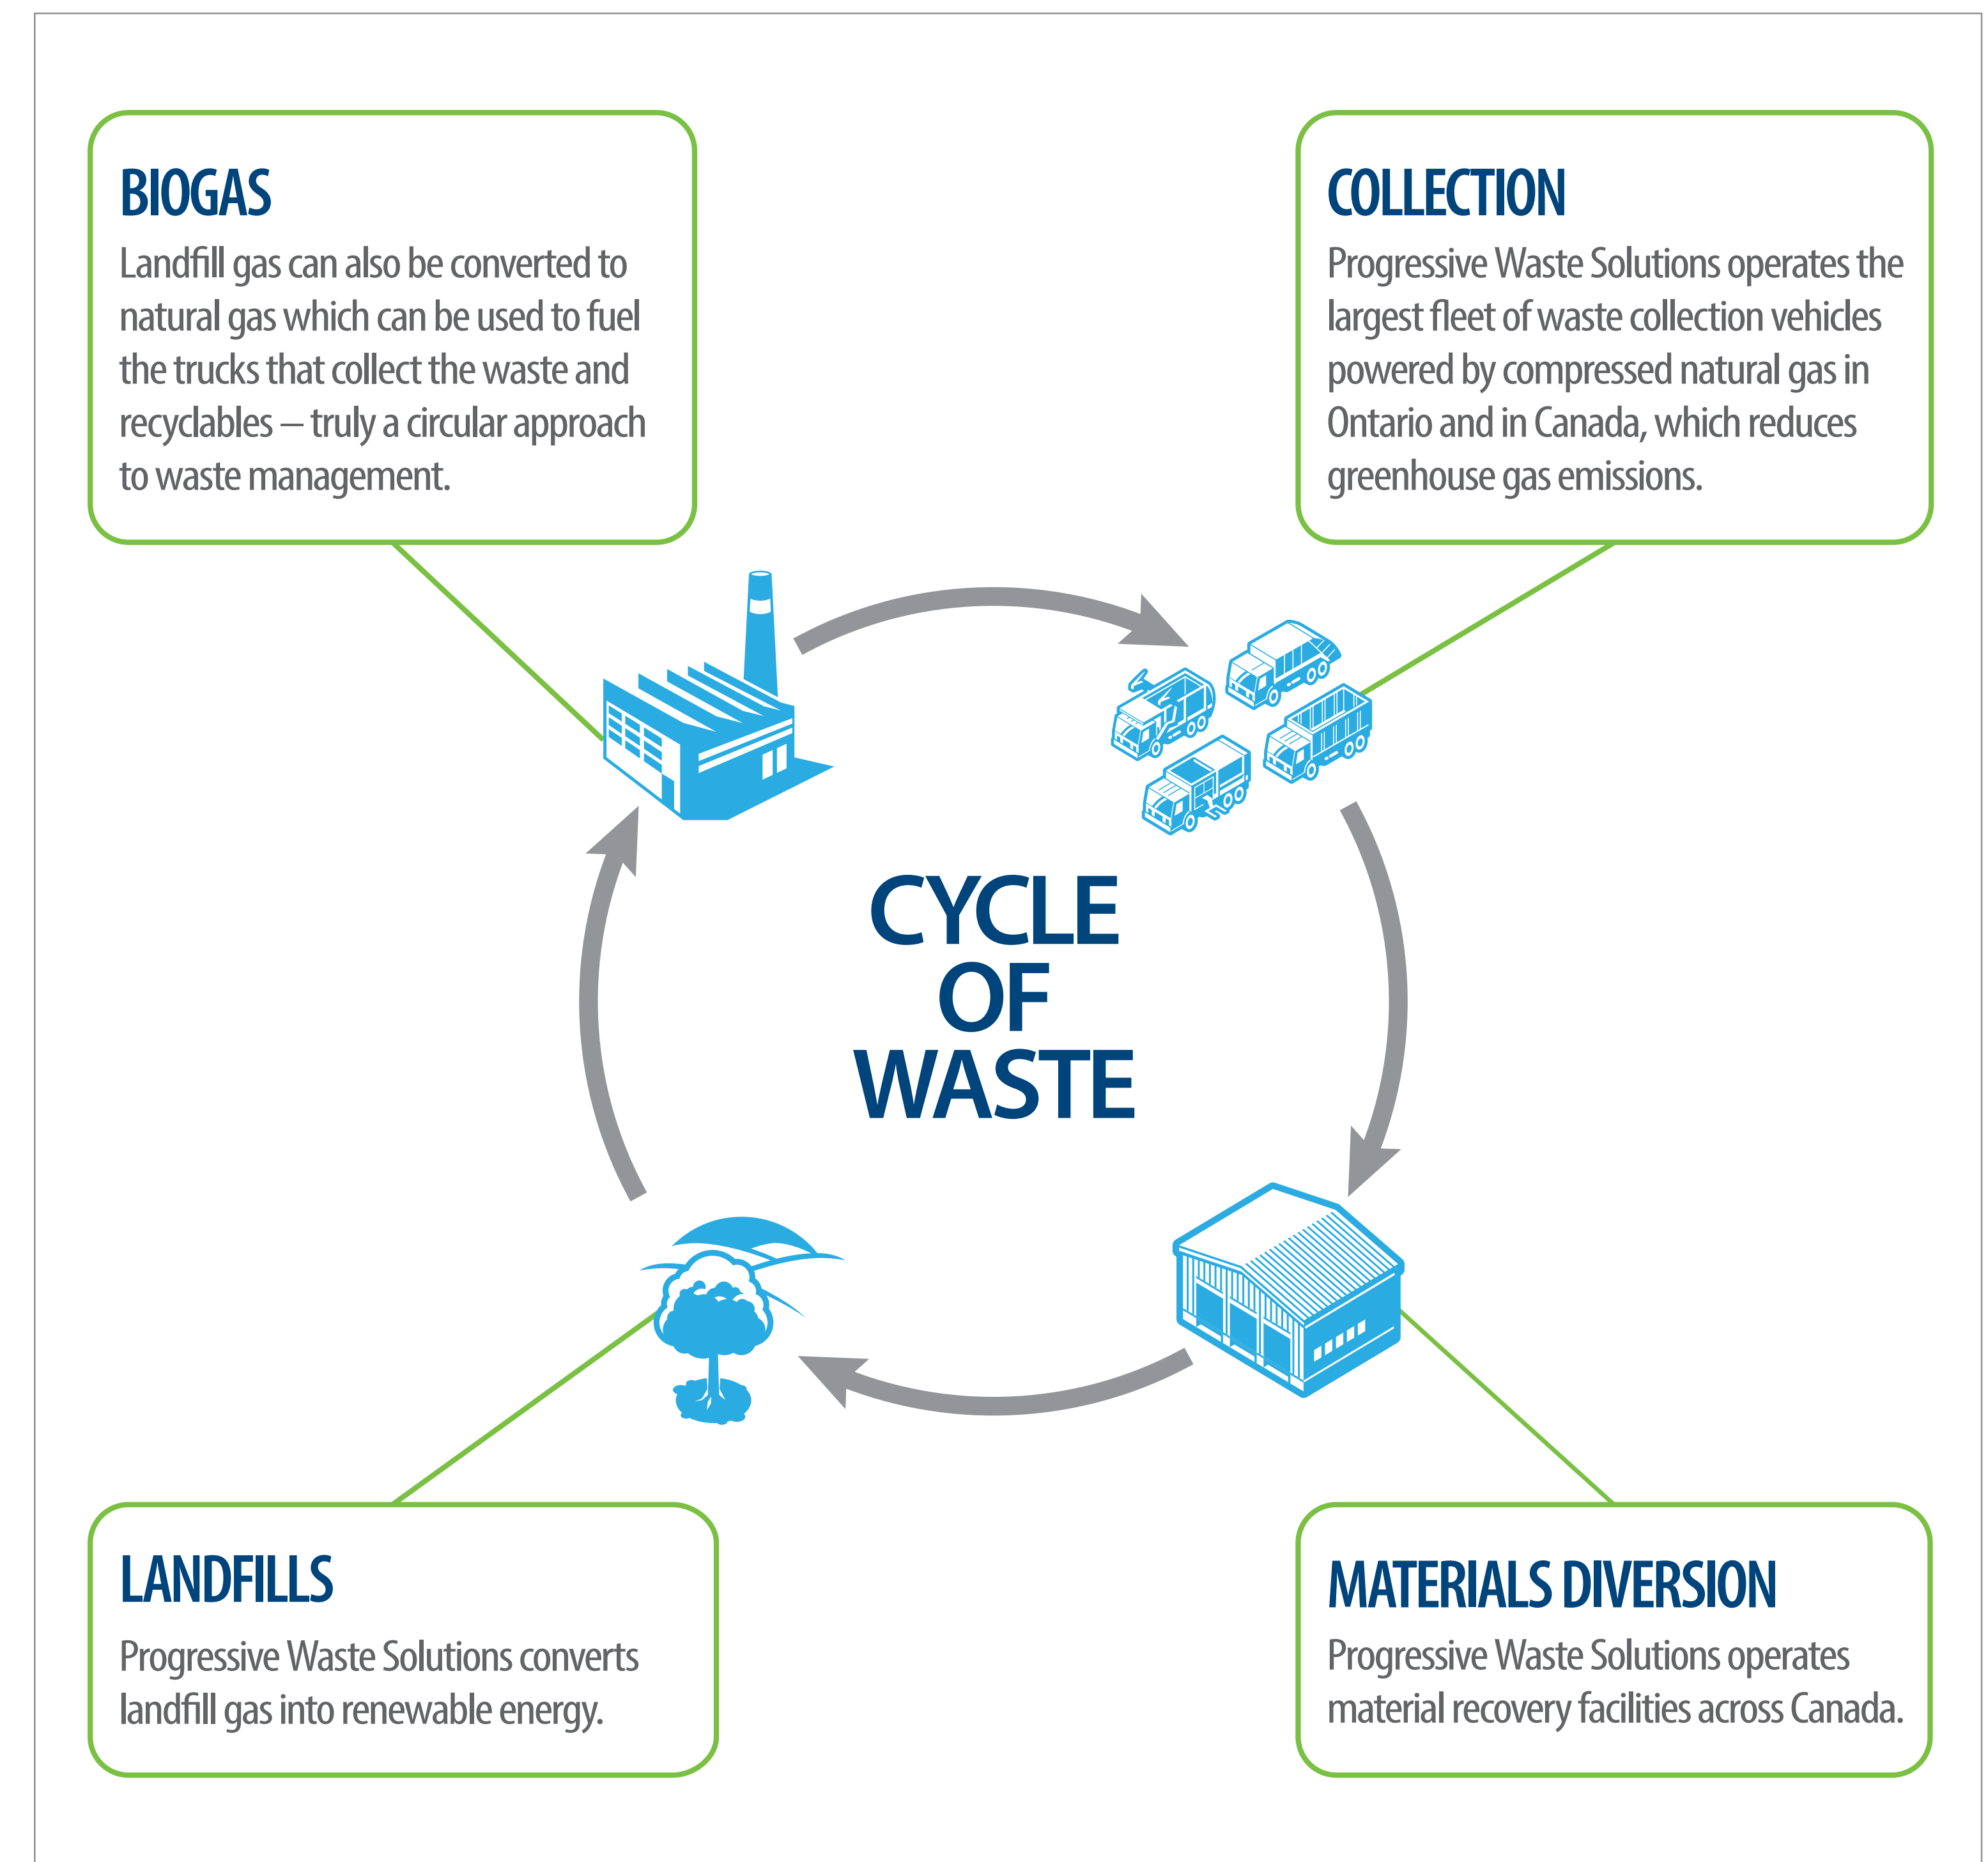 BIOGAS
Landfill gas can also be converted to
natural gas which can be used to fuel
the trucks that collect the waste and
recyclables – truly a circular approach
to waste management.
COLLECTION
Progressive Waste Solutions operates the
largest fleet of waste collection vehicles
powered by compressed natural gas in
Ontario and in Canada, which reduces
greenhouse gas emissions.
CYCLE
OF
WASTE
LANDFILLS
Progressive Waste Solutions converts
landfill gas into renewable energy.
MATERIALS DIVERSION
Progressive Waste Solutions operates
material recovery facilities across Canada.